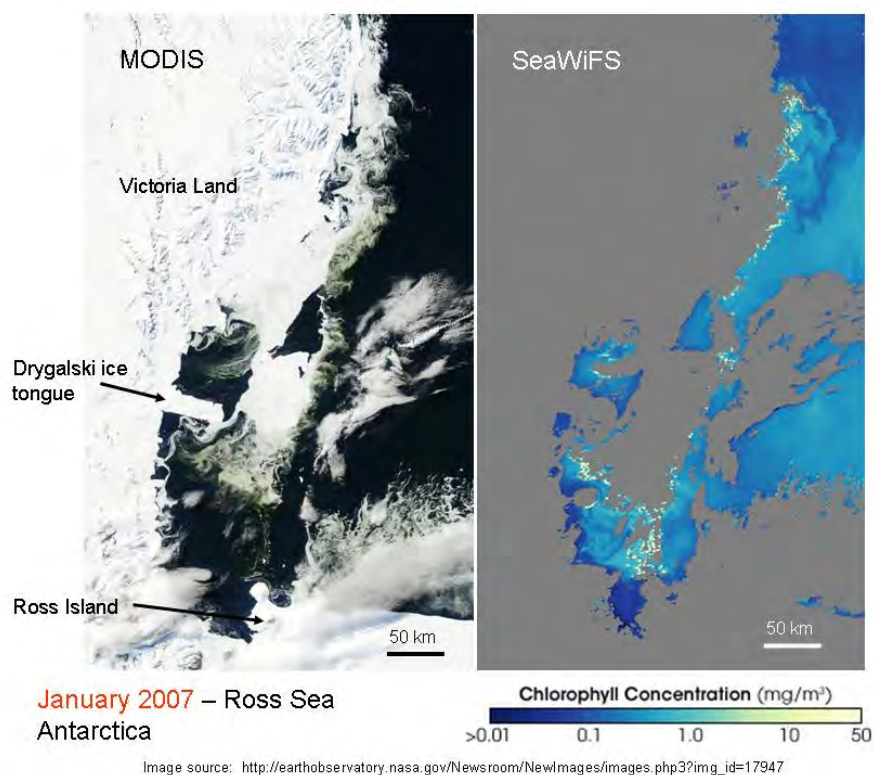 MODIS
SeaWiFS
Victoria Land
Drygalski ice
tongue
Ross Island
50 km
50 km
January 2007 – Ross Sea
Antarctica
Chlorophyll Concentration (mg/m³)
>0.01 0.1 1.0 10 50
Image source: http://earthobservatory.nasa.gov/Newsroom/NewImages/images.php3?img_id=17947